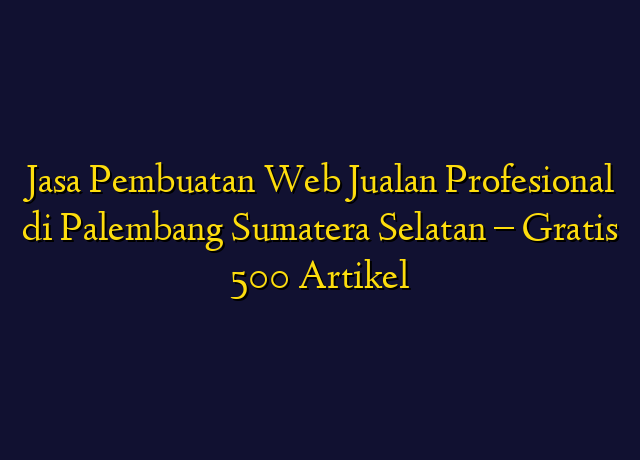 Jasa Pembuatan Web Jualan Profesional
di Palembang Sumatera Selatan – Gratis
500 Artikel